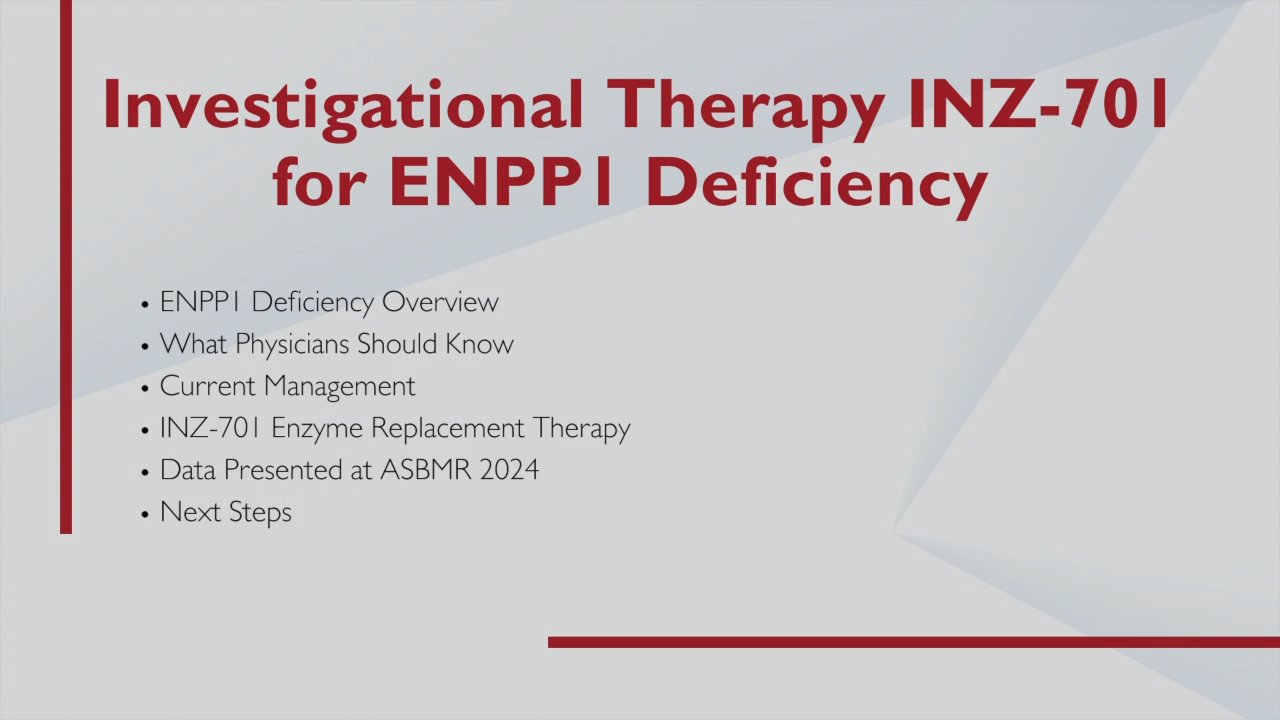 Investigational Therapy INZ-701
for ENPP1 Deficiency
• ENPP1 Deficiency Overview
• What Physicians Should Know
• Current Management
• INZ-701 Enzyme Replacement Therapy
• Data Presented at ASBMR 2024
• Next Steps